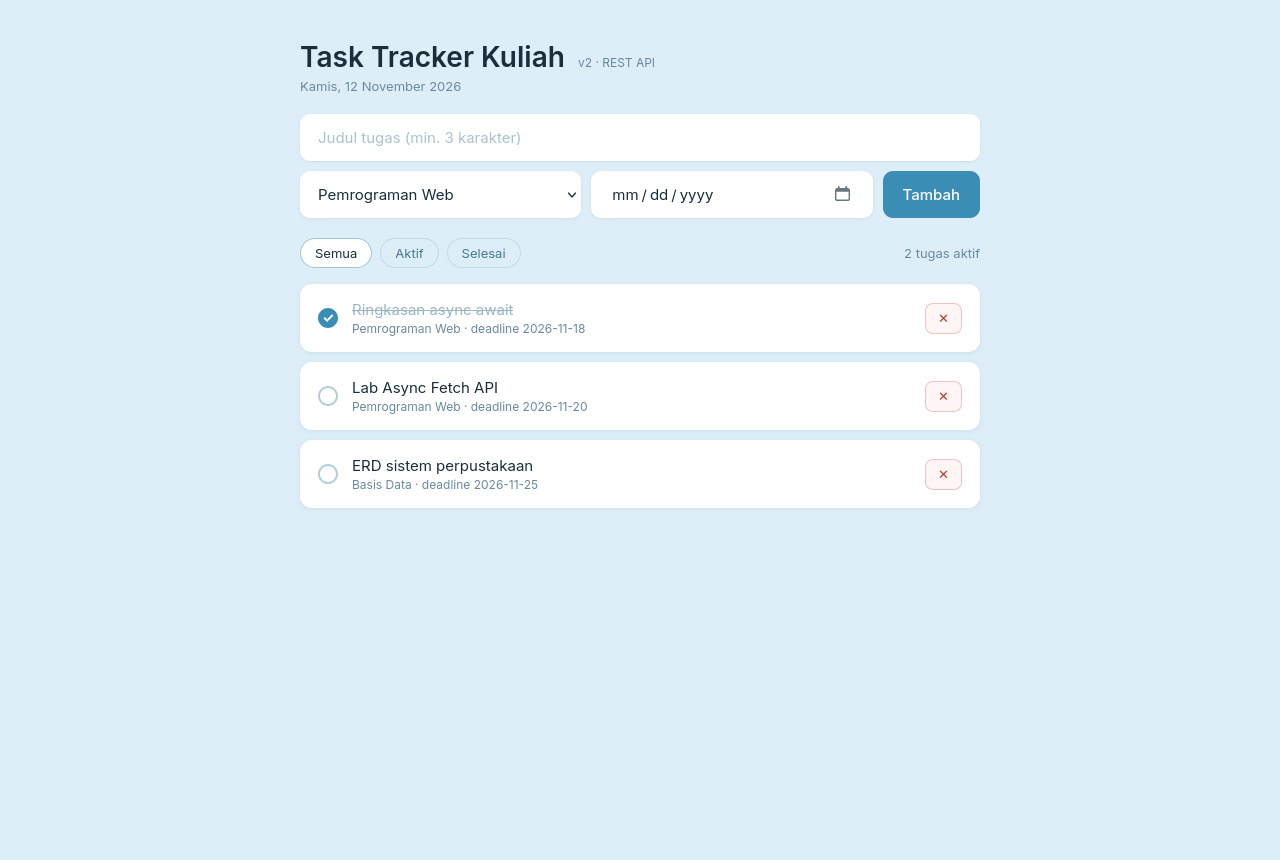 Task Tracker Kuliah v2 · REST API
Kamis, 12 November 2026
Judul tugas (min. 3 karakter)
Pemrograman Web mm/dd/yyyy Tambah
Semua Aktif Selesai 2 tugas aktif
Ringkasan async await
Pemrograman Web · deadline 2026-11-18
Lab Async Fetch API
Pemrograman Web · deadline 2026-11-20
ERD sistem perpustakaan
Basis Data · deadline 2026-11-25